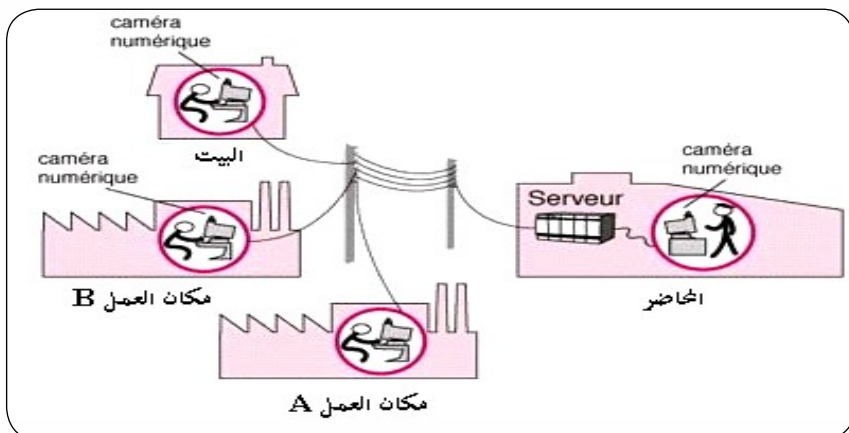 caméra
numérique
البيت
caméra
numérique
مكان العمل B
مكان العمل A
caméra
numérique
Serveur
المحاضر